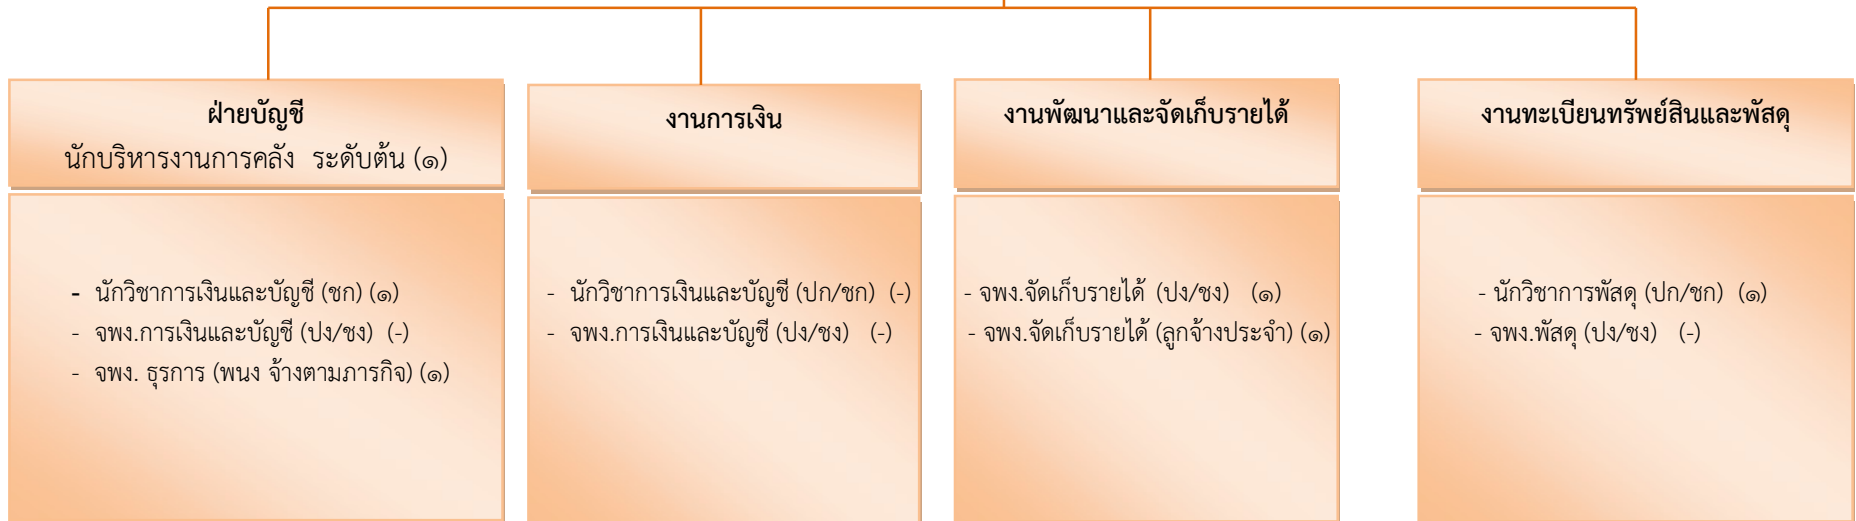 ฝ่ายบัญชี
นักบริหารงานการคลัง ระดับต้น (๑)
- นักวิชาการเงินและบัญชี (ชก) (๑)
- จพง.การเงินและบัญชี (ปง/ชง) (-)
- จพง. ธุรการ (พนง จ้างตามภารกิจ) (๑)
งานการเงิน
- นักวิชาการเงินและบัญชี (ปก/ชก) (-)
- จพง.การเงินและบัญชี (ปง/ชง) (-)
งานพัฒนาและจัดเก็บรายได้
- จพง.จัดเก็บรายได้ (ปง/ชง) (๑)
- จพง.จัดเก็บรายได้ (ลูกจ้างประจำ) (๑)
งานทะเบียนทรัพย์สินและพัสดุ
- นักวิชาการพัสดุ (ปก/ชก) (๑)
- จพง.พัสดุ (ปง/ชง) (-)